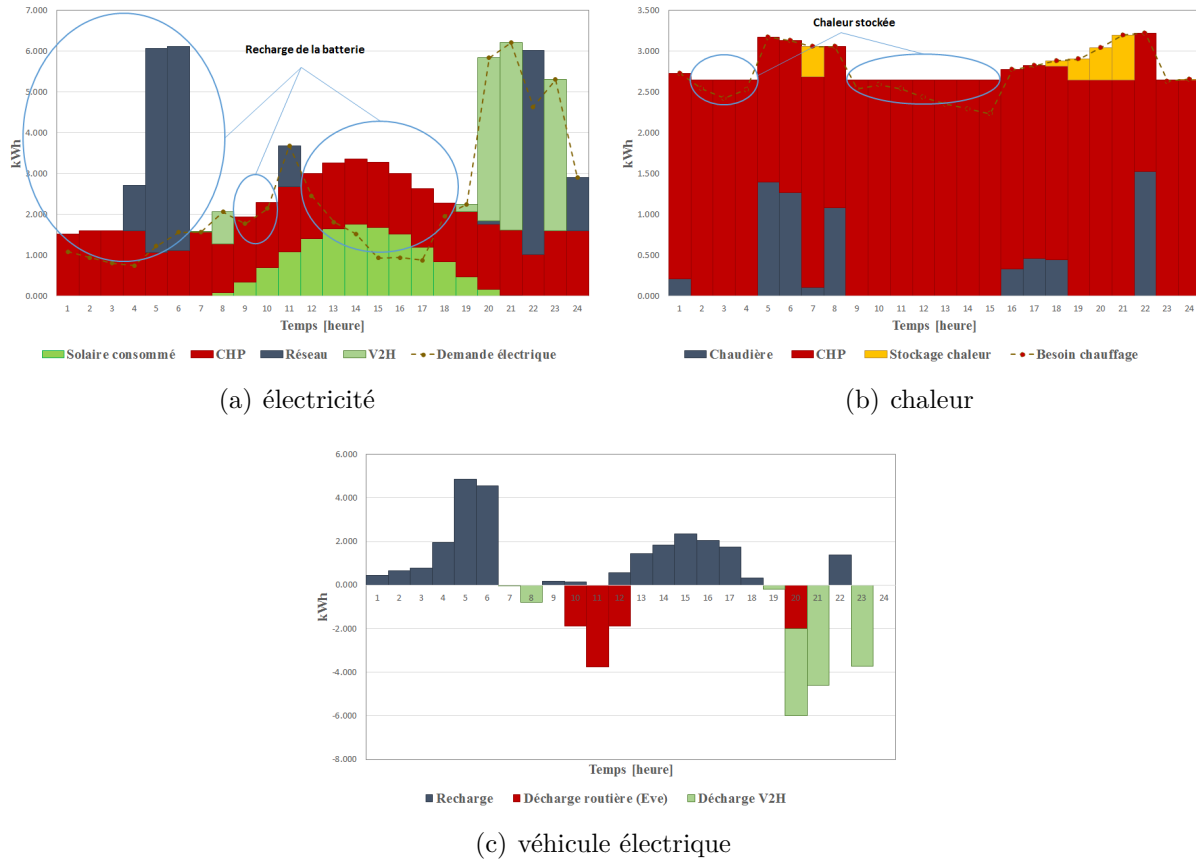 7.000
6.000
5.000
4.000
3.000
2.000
1.000
0.000
kWh
Recharge de la batterie
1 2 3 4 5 6 7 8 9 10 11 12 13 14 15 16 17 18 19 20 21 22 23 24
Temps [heure]
Solaire consommé CHP Réseau V2H Demande électrique
(a) électricité
3.500
3.000
2.500
2.000
1.500
1.000
0.500
0.000
kWh
Chaleur stockée
1 2 3 4 5 6 7 8 9 10 11 12 13 14 15 16 17 18 19 20 21 22 23 24
Temps [heure]
Chaudière CHP Stockage chaleur Besoin chauffage
(b) chaleur
6.000
4.000
2.000
0.000
-2.000
-4.000
-6.000
-8.000
kWh
1 2 3 4 5 6 7 8 9 10 11 12 13 14 15 16 17 18 19 20 21 22 23 24
Temps [heure]
Recharge Décharge routière (Eve) Décharge V2H
(c) véhicule électrique